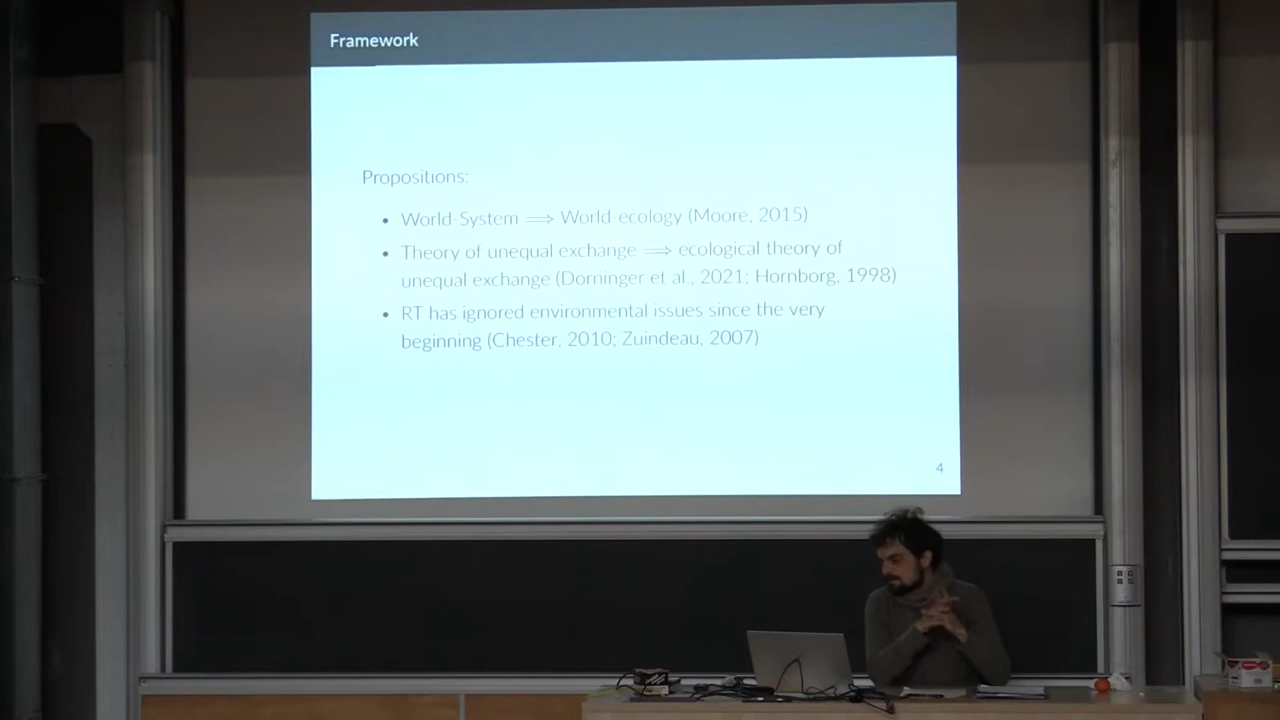 Framework
Propositions:
• World-System ⟹ World-ecology (Moore, 2015)
• Theory of unequal exchange ⟹ ecological theory of
unequal exchange (Dorninger et al., 2021; Hornborg, 1998)
• RT has ignored environmental issues since the very
beginning (Chester, 2010; Zuindeau, 2007)
4